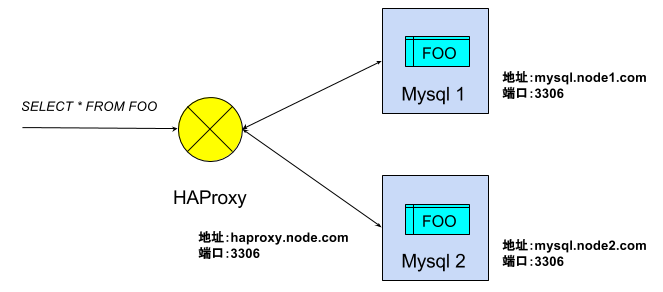 FOO
Mysql 1
地址:mysql.node1.com
端口:3306
SELECT * FROM FOO
HAProxy
地址:haproxy.node.com
端口:3306
FOO
Mysql 2
地址:mysql.node2.com
端口:3306